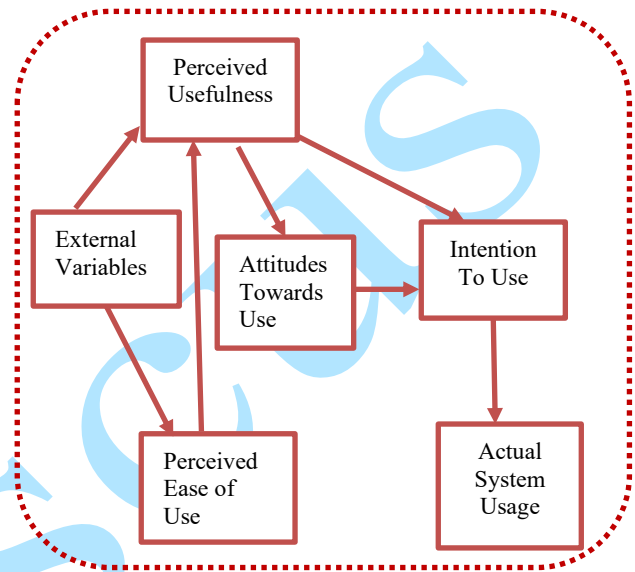 Perceived
Usefulness
External
Variables
Attitudes
Towards
Use
Intention
To Use
Perceived
Ease of
Use
Actual
System
Usage